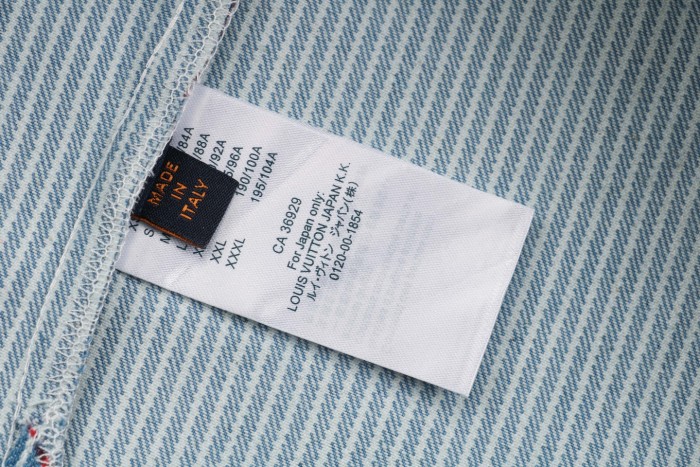 /84A
/88A
/92A
/96A
190/100A
195/104A
MADE
IN
ITALY
XXL
XXXL
CA 36929
For Japan only:
LOUIS VUITTON JAPAN K.K.
ルイ・ヴィトン ジャパン(株)
0120-00-1854